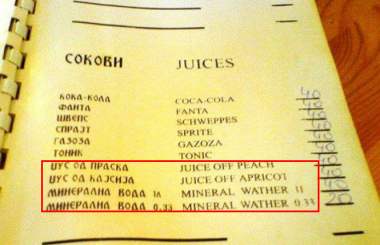 СОКОВИ JUICES
КОКА-КОЛА COCA-COLA
ФАНТА FANTA
ШВЕПС SCHWEPPES
СПРАЈТ SPRITE
ГАЗОЗА GAZOZA
ТОНИК TONIC
ЏУС ОД ПРАСКА JUICE OFF PEACH
ЏУС ОД КАЈСИЈА JUICE OFF APRICOT
МИНЕРАЛНА ВОДА 1л MINERAL WATHER 1l
МИНЕРАЛНА ВОДА 0.33 MINERAL WATHER 0.33